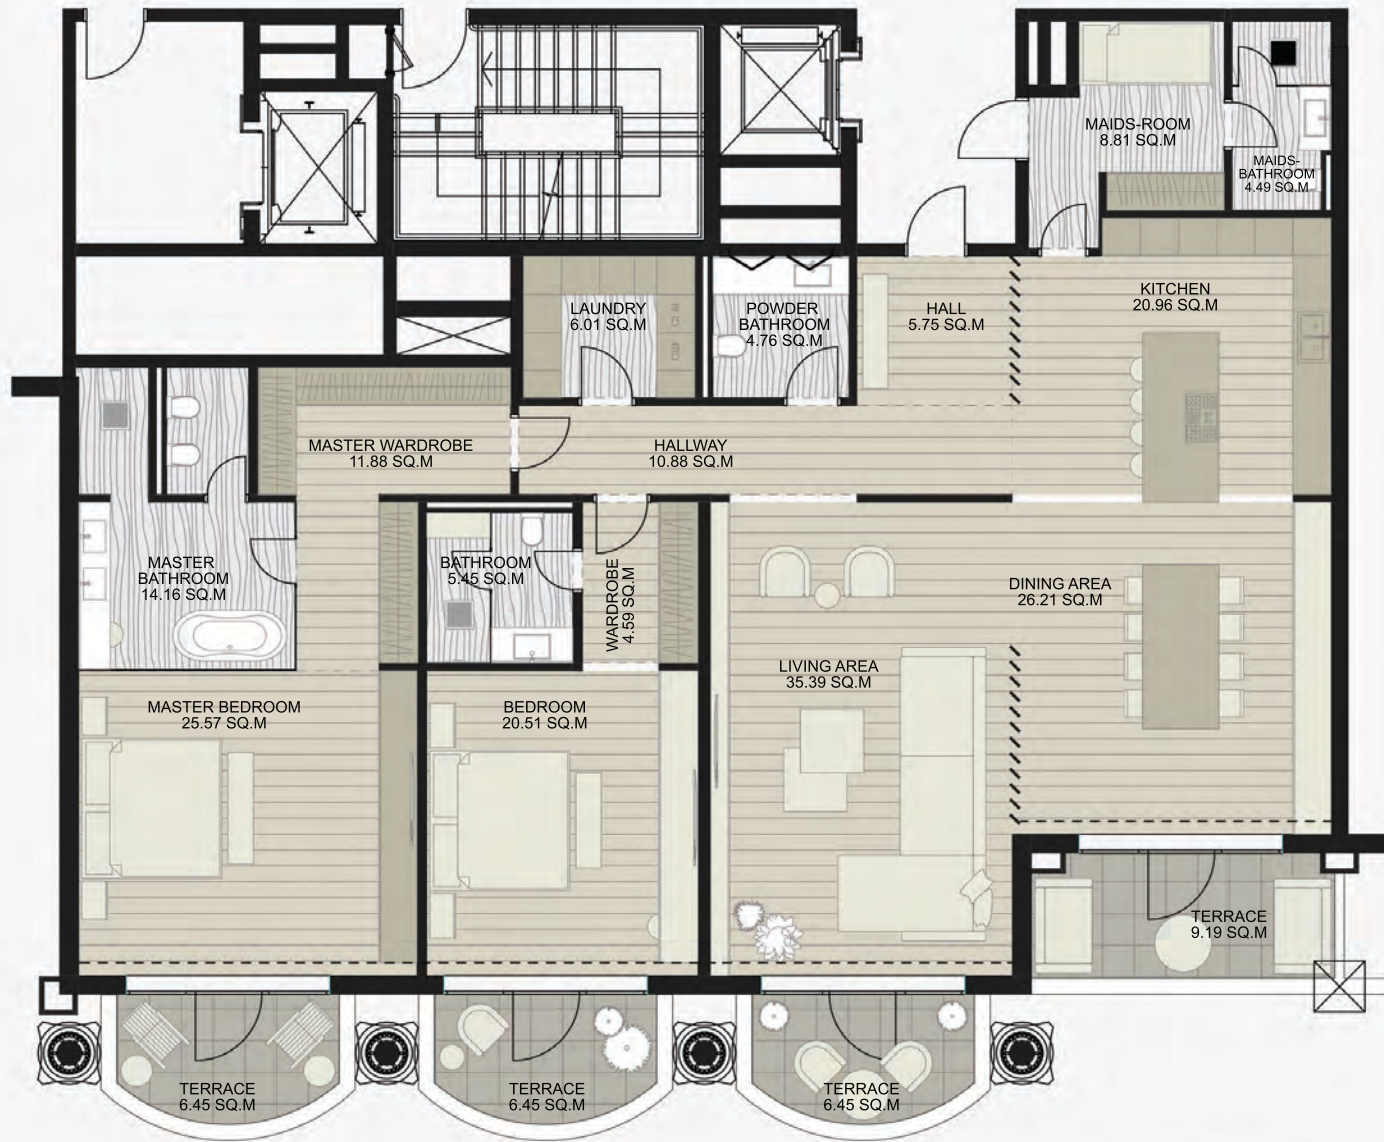 MAIDS-ROOM
8.81 SQ.M
MAIDS-
BATHROOM
4.49 SQ.M
LAUNDRY
6.01 SQ.M
POWDER
BATHROOM
4.76 SQ.M
HALL
5.75 SQ.M
KITCHEN
20.96 SQ.M
MASTER WARDROBE
11.88 SQ.M
HALLWAY
10.88 SQ.M
MASTER
BATHROOM
14.16 SQ.M
BATHROOM
5.45 SQ.M
WARDROBE
4.59 SQ.M
DINING AREA
26.21 SQ.M
LIVING AREA
35.39 SQ.M
MASTER BEDROOM
25.57 SQ.M
BEDROOM
20.51 SQ.M
TERRACE
9.19 SQ.M
TERRACE
6.45 SQ.M
TERRACE
6.45 SQ.M
TERRACE
6.45 SQ.M